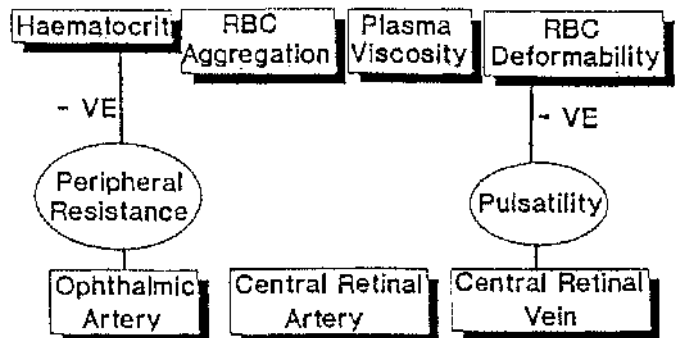 Haematocrit
RBC
Aggregation
Plasma
Viscosity
RBC
Deformability
- VE
- VE
Peripheral
Resistance
Pulsatility
Ophthalmic
Artery
Central Retinal
Artery
Central Retinal
Vein